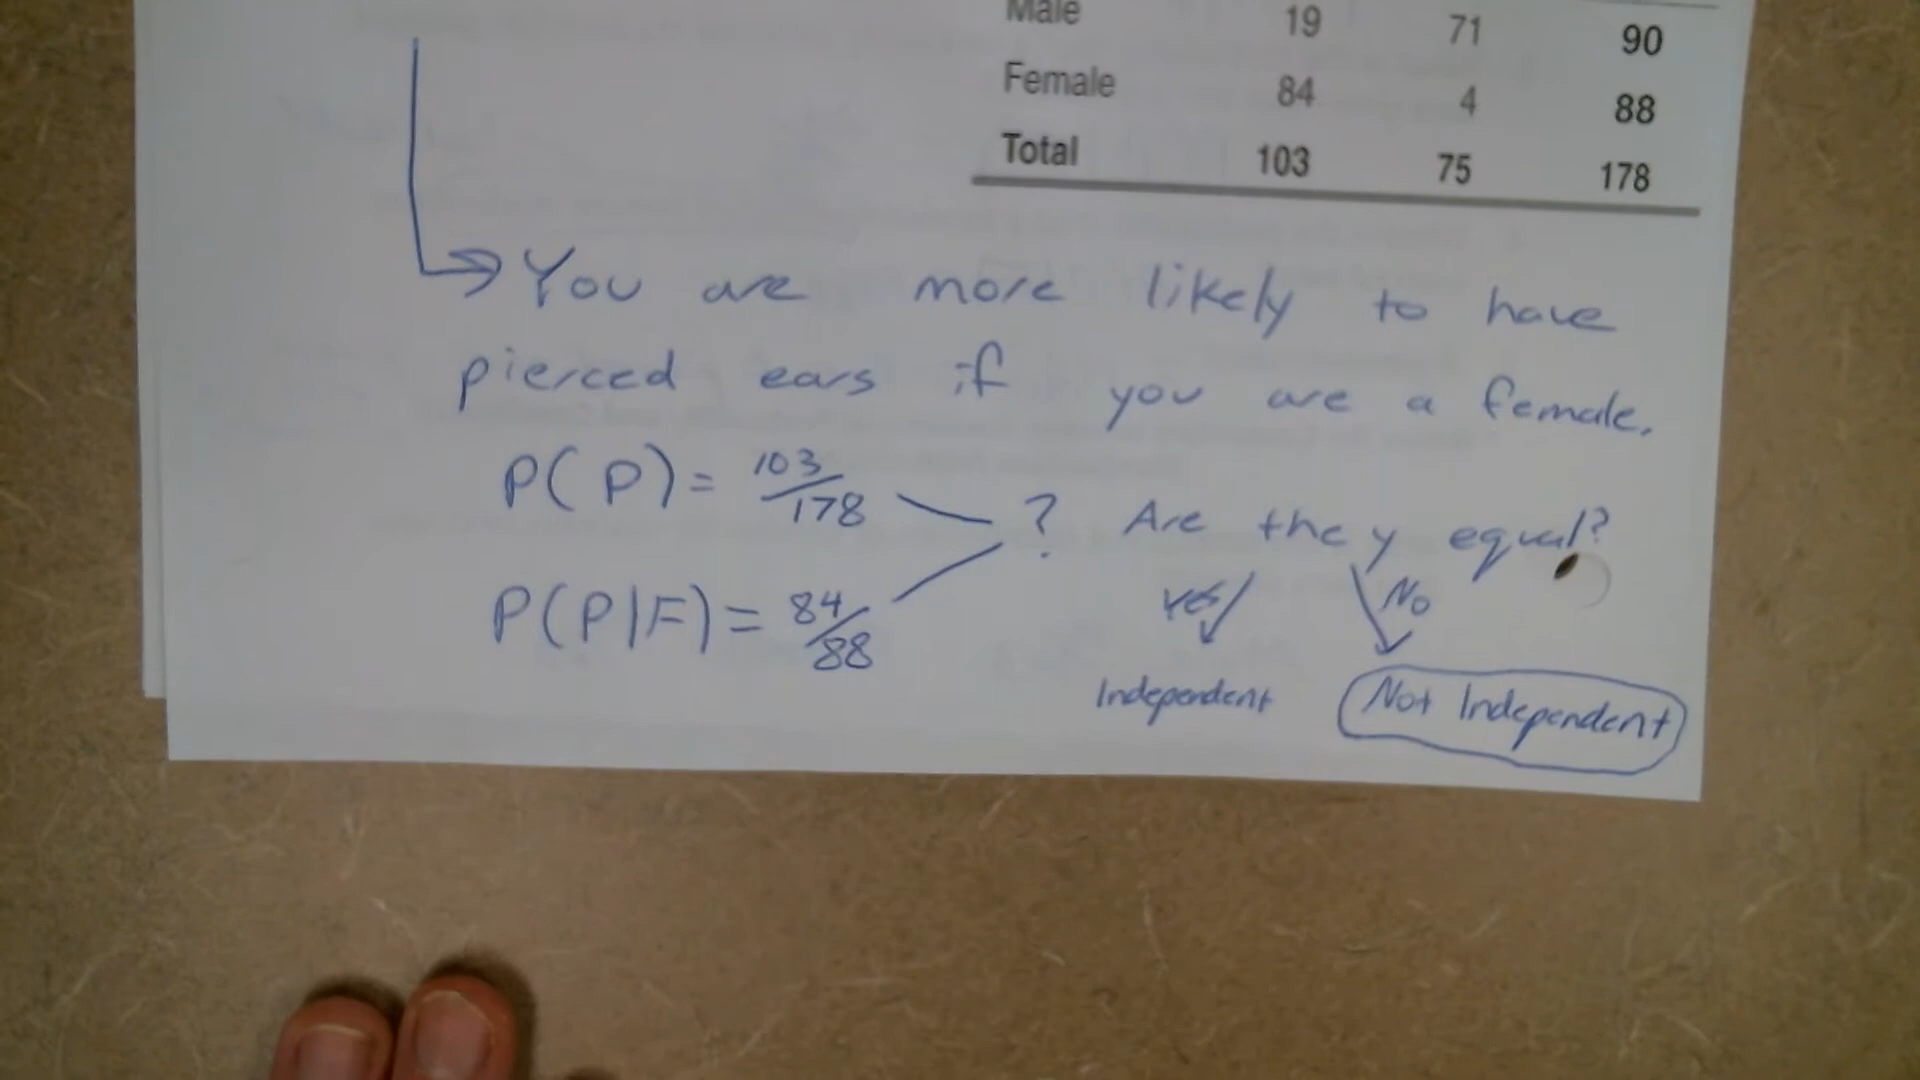 Male 19 71 90
Female 84 4 88
Total 103 75 178
You are more likely to have
pierced ears if you are a female.
P(P) = 103/178
? Are they equal?
Yes No
P(P|F) = 84/88
Independent Not Independent